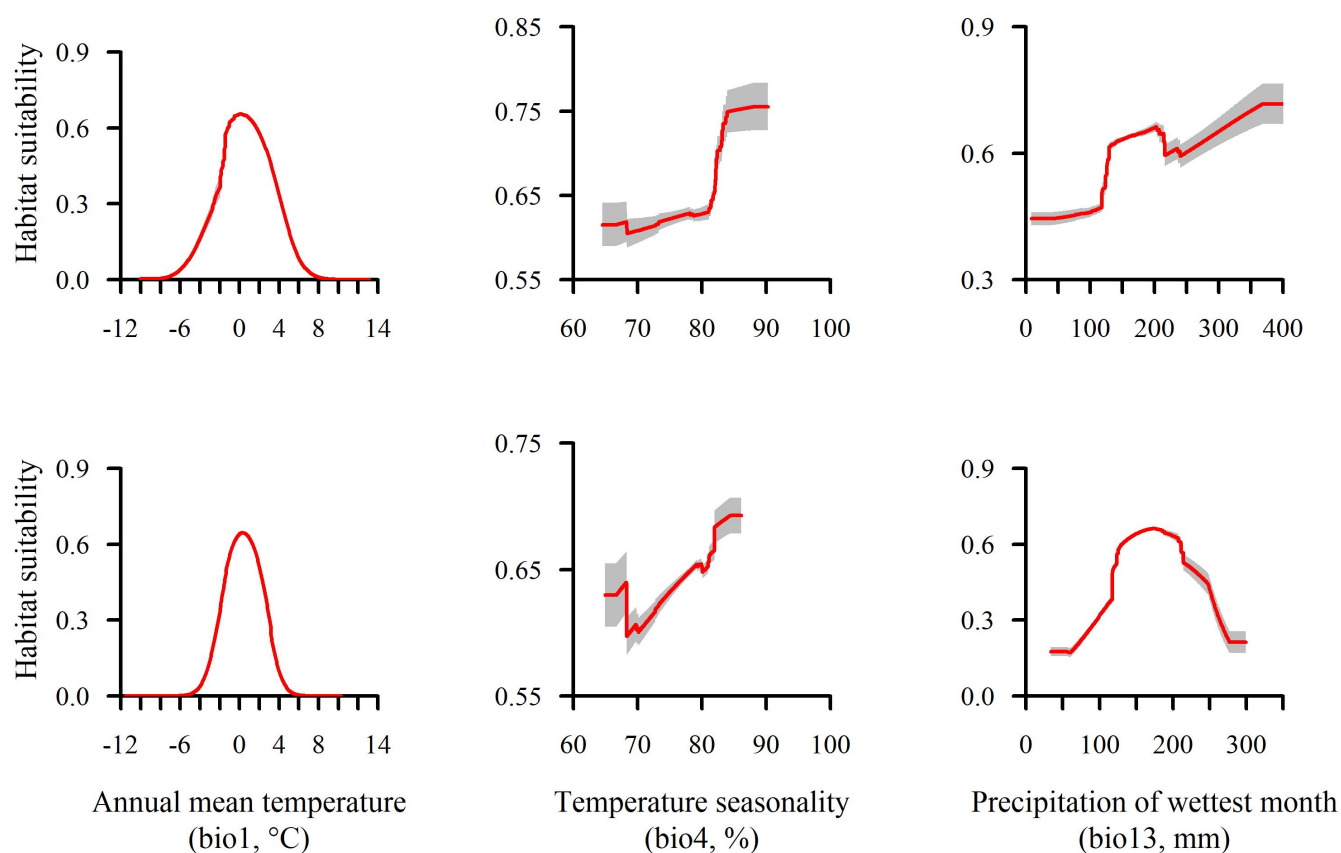 0.9
0.6
0.3
0.0
Habitat suitability
-12 -6 0 4 8 14
0.85
0.75
0.65
0.55
60 70 80 90 100
0.9
0.6
0.3
0 100 200 300 400
0.9
0.6
0.3
0.0
Habitat suitability
-12 -6 0 4 8 14
Annual mean temperature
(bio1, °C)
0.75
0.65
0.55
60 70 80 90 100
Temperature seasonality
(bio4, %)
0.9
0.6
0.3
0.0
0 100 200 300
Precipitation of wettest month
(bio13, mm)